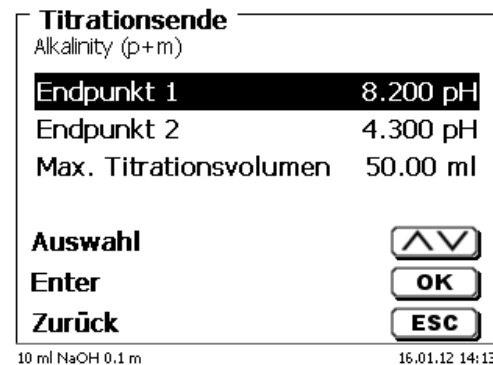 Titrationsende
Alkalinity (p+m)
Endpunkt 1 8.200 pH
Endpunkt 2 4.300 pH
Max. Titrationsvolumen 50.00 ml
Auswahl
Enter OK
Zurück ESC
10 ml NaOH 0.1 m 16.01.12 14:13